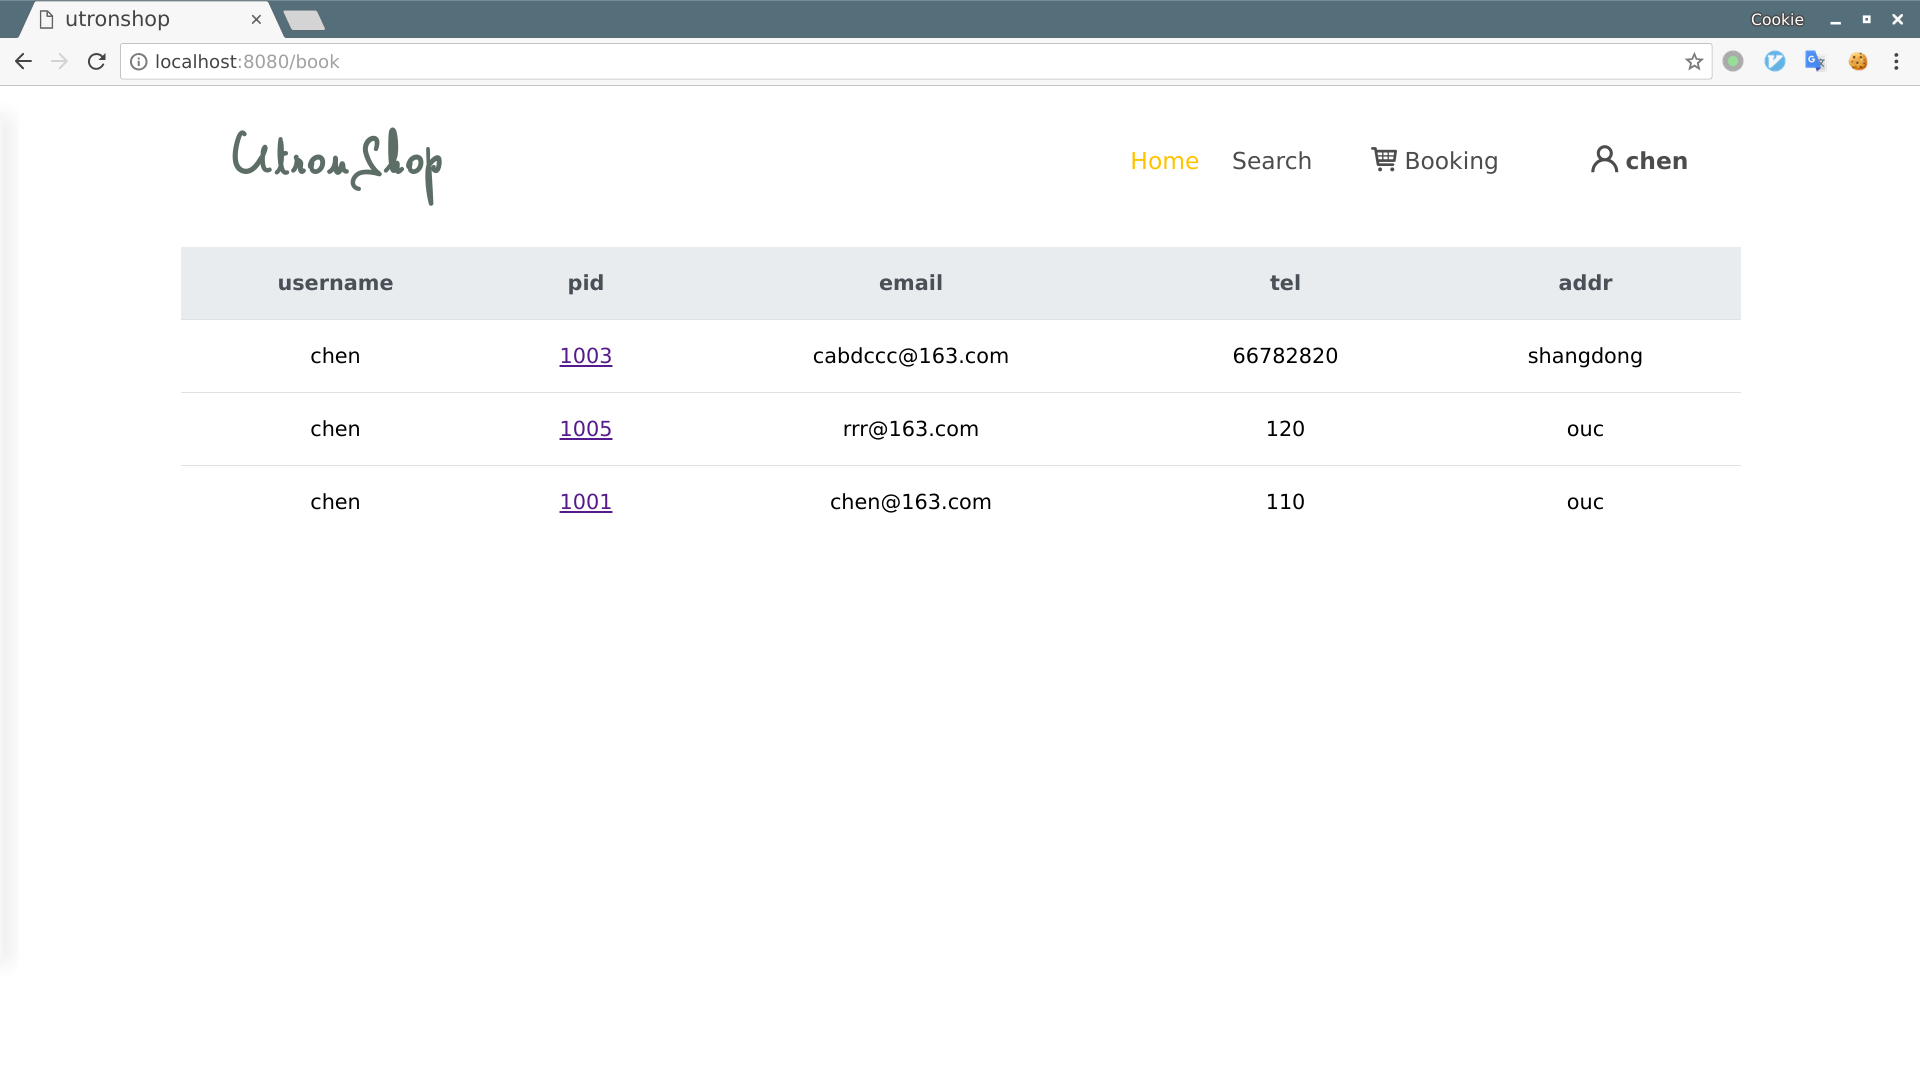 utronshop Cookie
localhost:8080/book
UtronShop Home Search Booking chen
username pid email tel addr
chen 1003 cabdccc@163.com 66782820 shangdong
chen 1005 rrr@163.com 120 ouc
chen 1001 chen@163.com 110 ouc